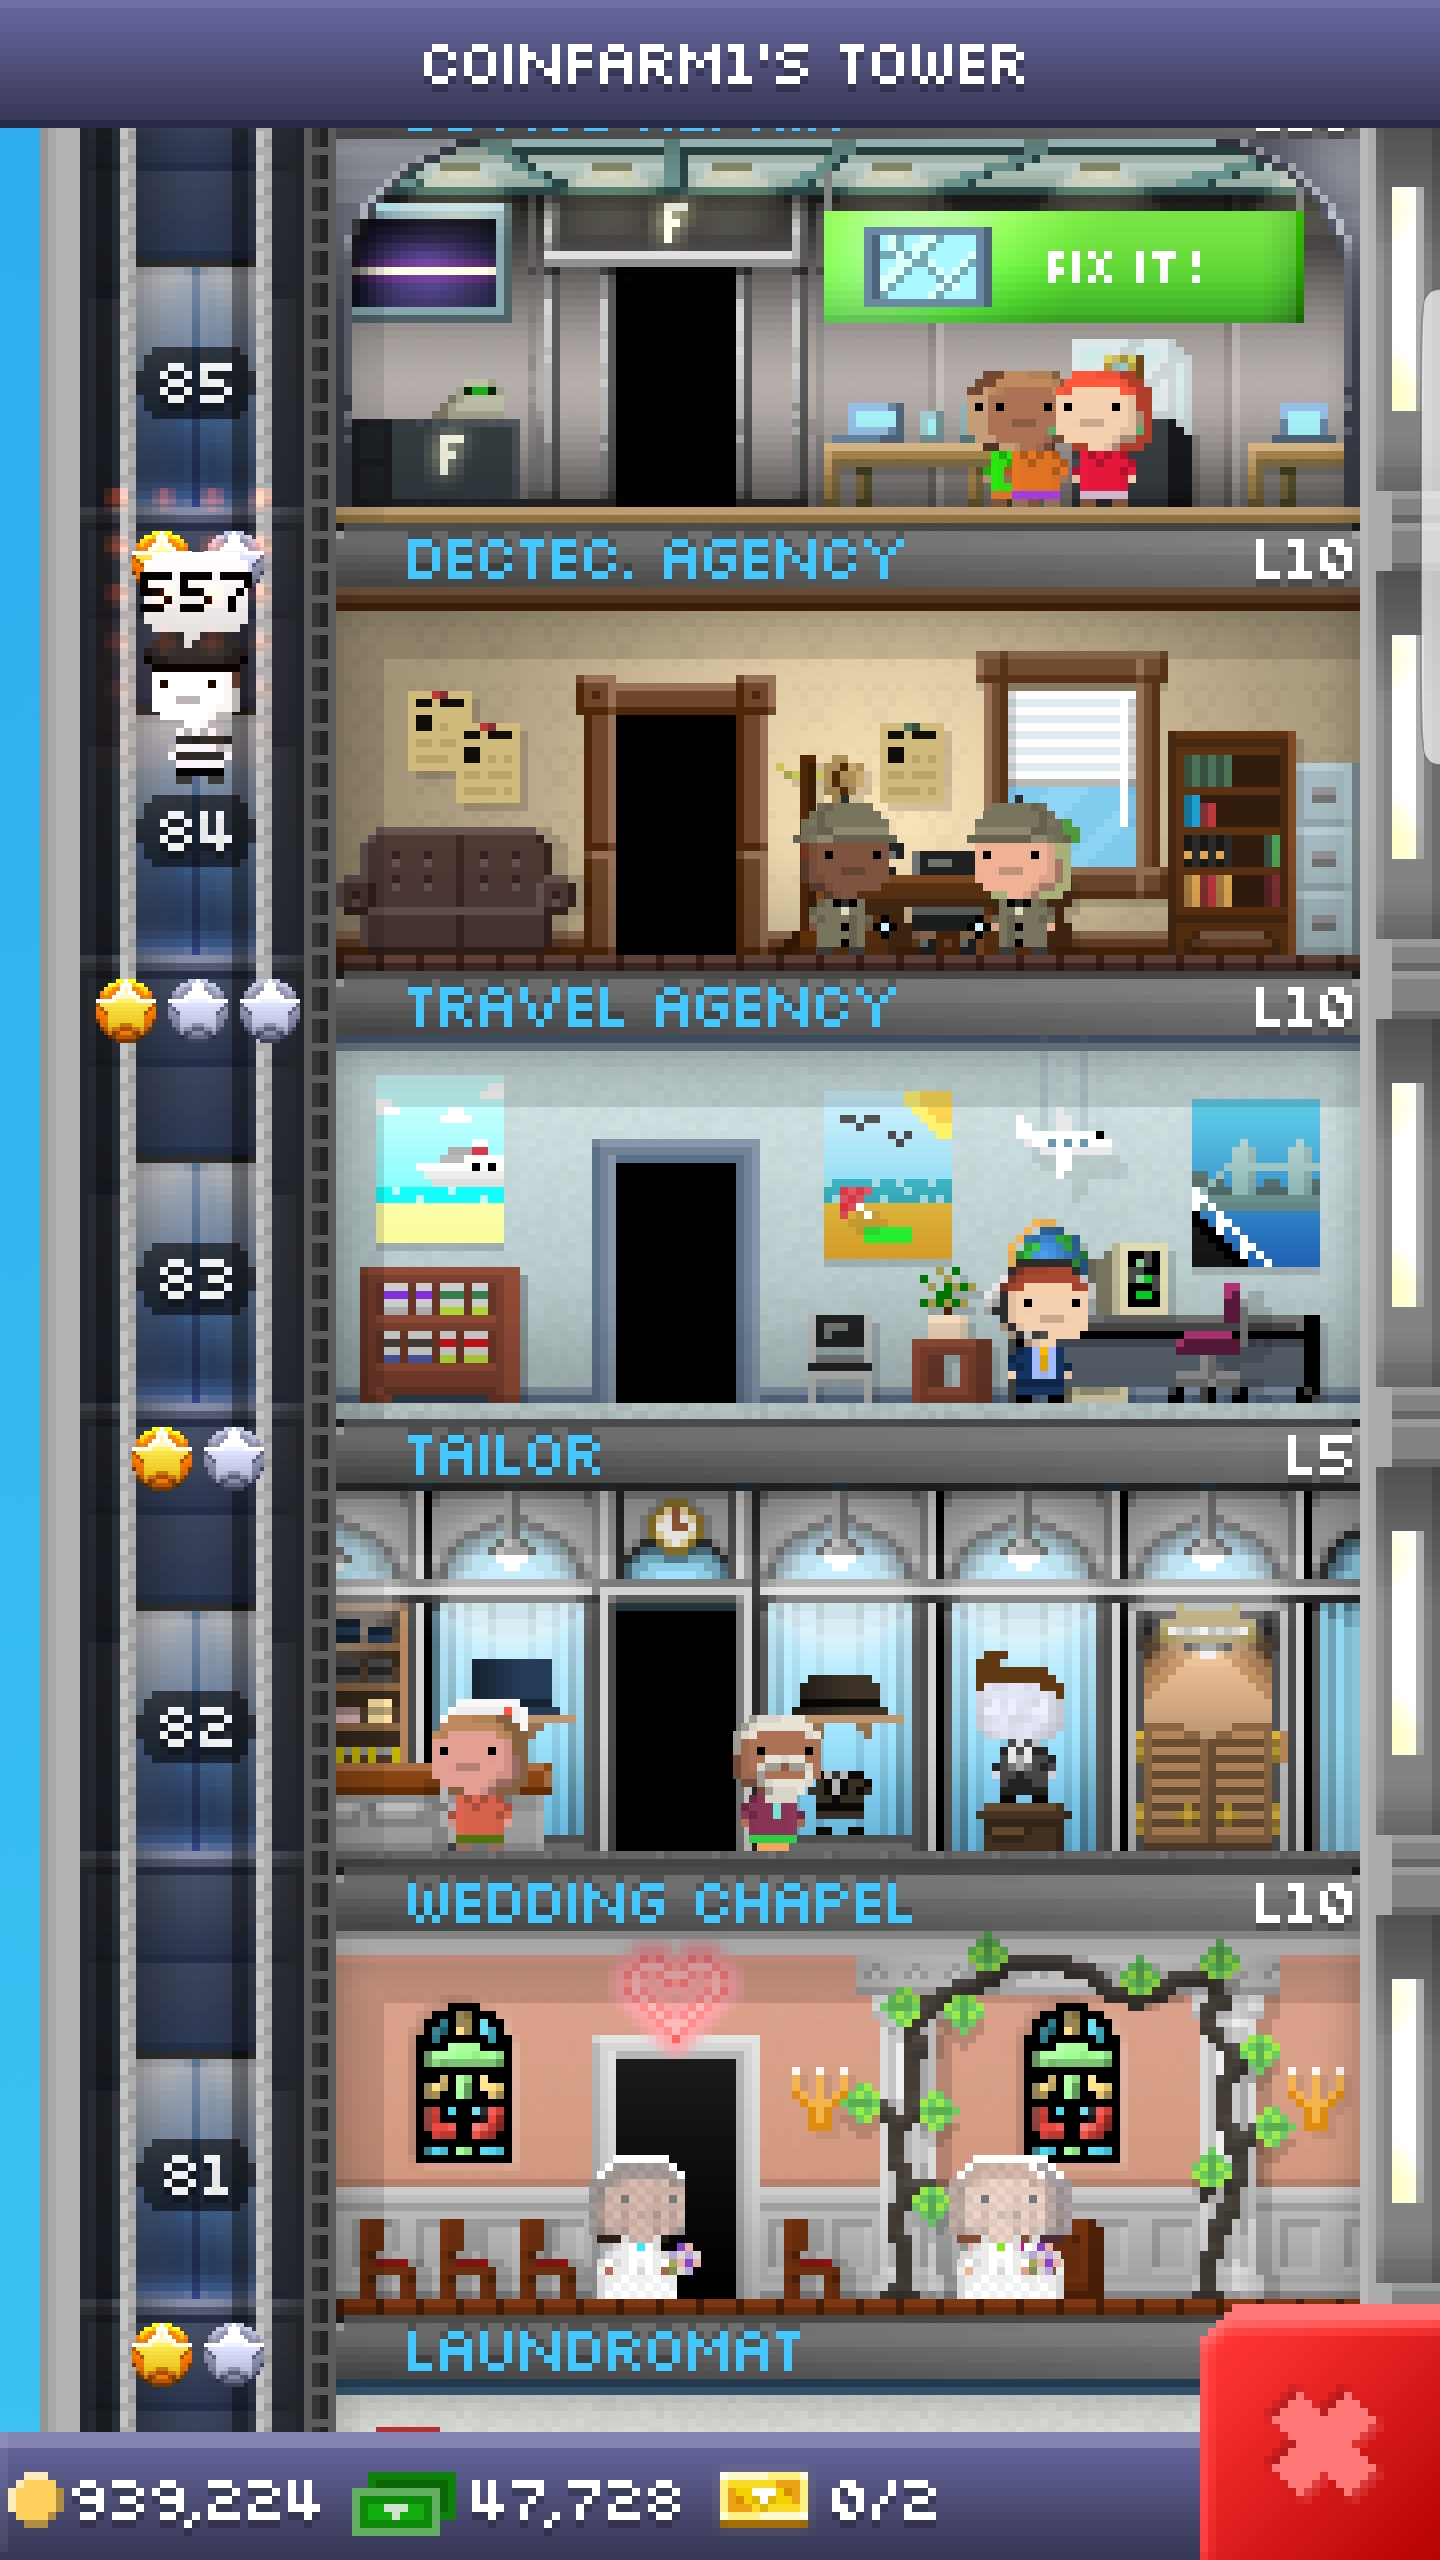 COINFARM1'S TOWER
F
FIX IT!
85
F
DECTEC. AGENCY L10
557
84
TRAVEL AGENCY L10
83
TAILOR L5
82
WEDDING CHAPEL L10
81
LAUNDROMAT
939,224 47,728 0/2